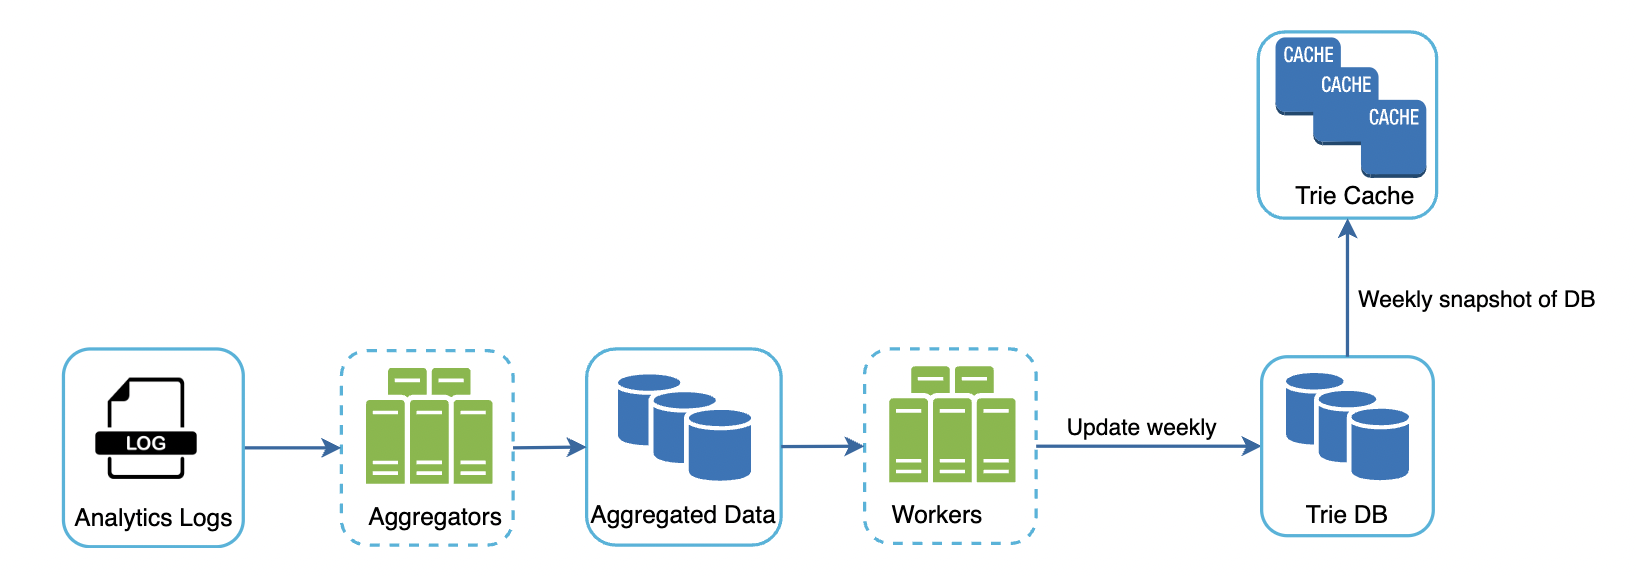 CACHE
CACHE
CACHE
Trie Cache
Weekly snapshot of DB
LOG
Analytics Logs
Aggregators
Aggregated Data
Workers
Update weekly
Trie DB